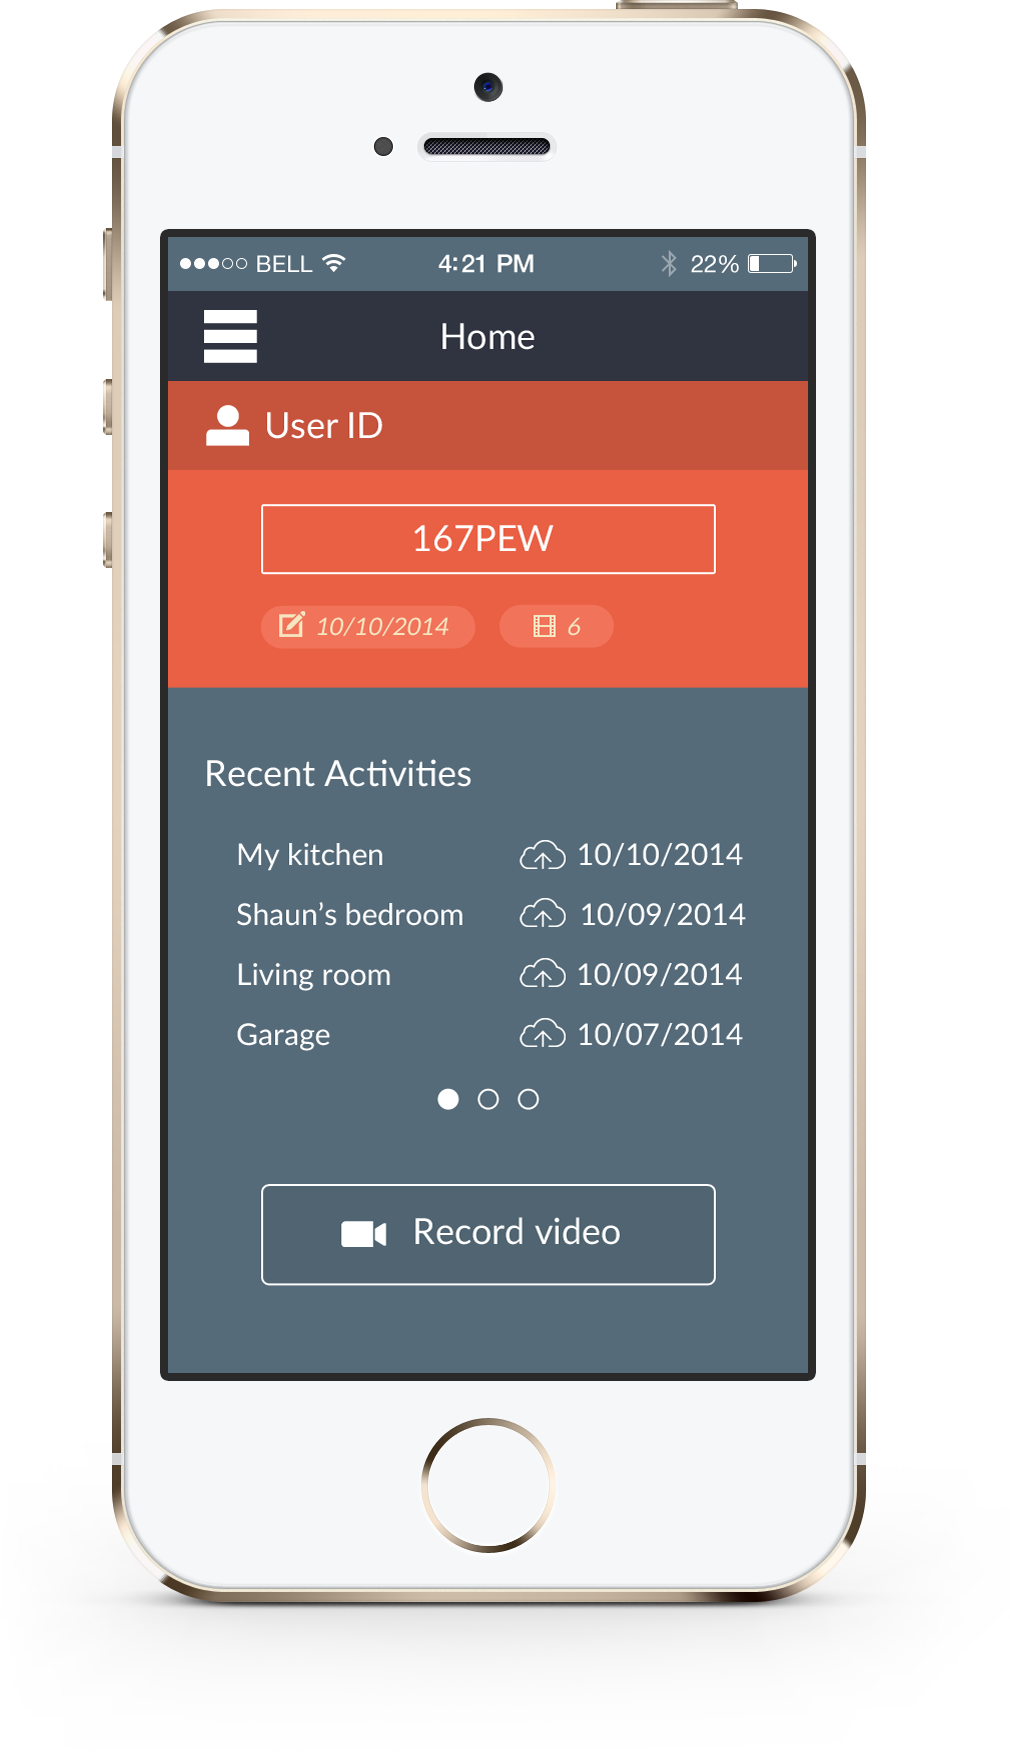 BELL 4:21 PM 22%
Home
User ID
167PEW
10/10/2014 6
Recent Activities
My kitchen 10/10/2014
Shaun’s bedroom 10/09/2014
Living room 10/09/2014
Garage 10/07/2014
Record video